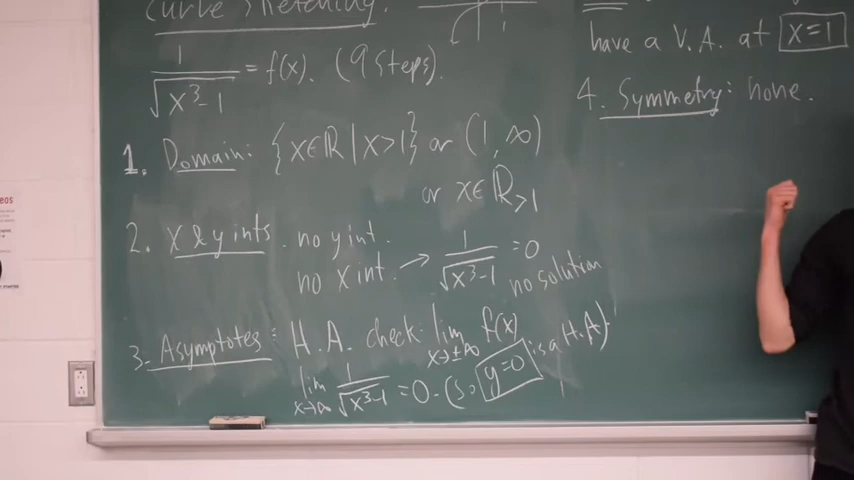 Curve Sketching.
1/√(x³-1) = f(x). (9 steps).
1. Domain: {x∈ℝ | x>1} or (1, ∞)
or x∈ℝ>1
2. X & y ints. no y int.
no x int. → 1/√(x³-1) = 0
no solution
3. Asymptotes: H.A. check lim x→±∞ f(x)
lim x→∞ 1/√(x³-1) = 0. (so y=0 is a H.A).
1
have a V.A. at x=1
4. Symmetry: none.